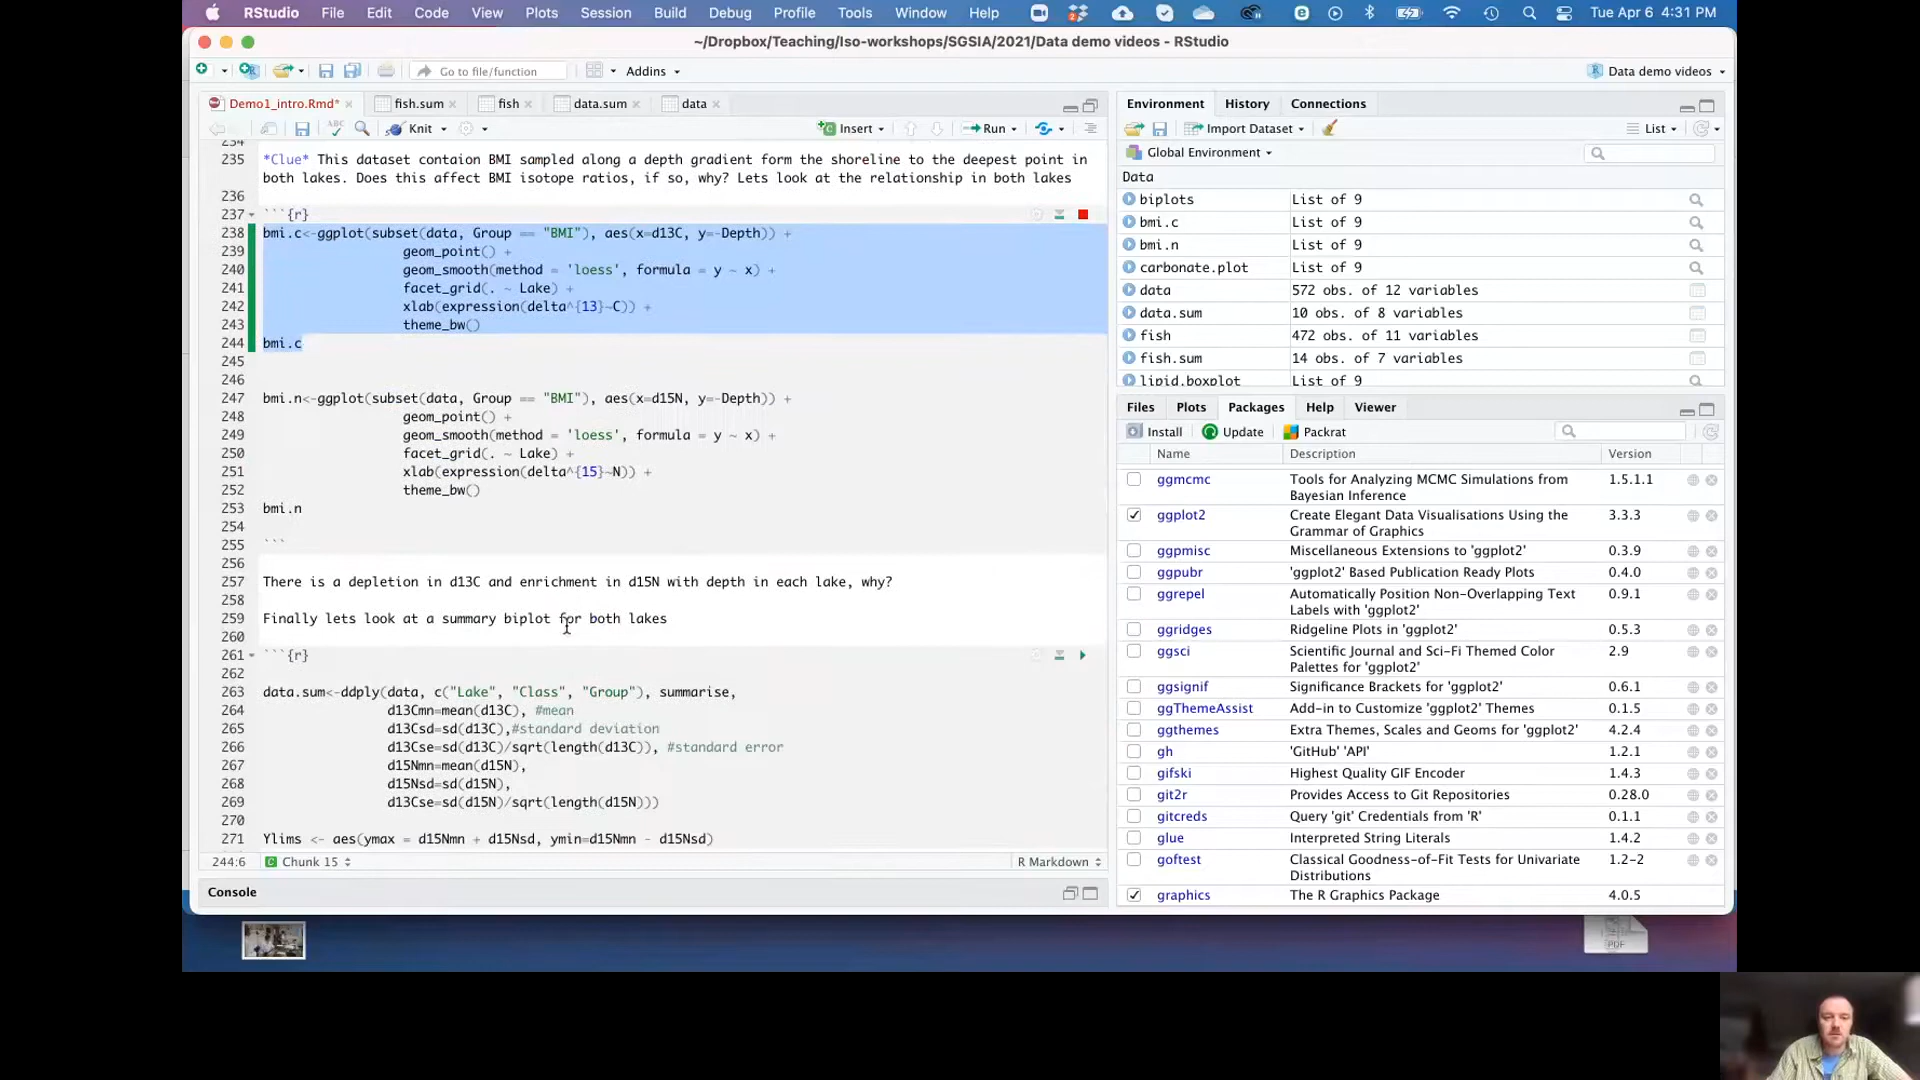 RStudio File Edit Code View Plots Session Build Debug Profile Tools Window Help Tue Apr 6 4:31 PM
~/Dropbox/Teaching/Iso-workshops/SGSIA/2021/Data demo videos - RStudio
Go to file/function Addins Data demo videos
Demo1_intro.Rmd* fish.sum fish data.sum data
Knit Insert Run
234
235 *Clue* This dataset contaion BMI sampled along a depth gradient form the shoreline to the deepest point in
both lakes. Does this affect BMI isotope ratios, if so, why? Lets look at the relationship in both lakes
236
237 ```{r}
238 bmi.c<-ggplot(subset(data, Group == "BMI"), aes(x=d13C, y=-Depth)) +
239 geom_point() +
240 geom_smooth(method = 'loess', formula = y ~ x) +
241 facet_grid(. ~ Lake) +
242 xlab(expression(delta^{13}~C)) +
243 theme_bw()
244 bmi.c
245
246
247 bmi.n<-ggplot(subset(data, Group == "BMI"), aes(x=d15N, y=-Depth)) +
248 geom_point() +
249 geom_smooth(method = 'loess', formula = y ~ x) +
250 facet_grid(. ~ Lake) +
251 xlab(expression(delta^{15}~N)) +
252 theme_bw()
253 bmi.n
254
255 ```
256
257 There is a depletion in d13C and enrichment in d15N with depth in each lake, why?
258
259 Finally lets look at a summary biplot for both lakes
260
261 ```{r}
262
263 data.sum<-ddply(data, c("Lake", "Class", "Group"), summarise,
264 d13Cmn=mean(d13C), #mean
265 d13Csd=sd(d13C),#standard deviation
266 d13Cse=sd(d13C)/sqrt(length(d13C)), #standard error
267 d15Nmn=mean(d15N),
268 d15Nsd=sd(d15N),
269 d13Cse=sd(d15N)/sqrt(length(d15N)))
270
271 Ylims <- aes(ymax = d15Nmn + d15Nsd, ymin=d15Nmn - d15Nsd)
244:6 Chunk 15 R Markdown
Console
Environment History Connections
Import Dataset List
Global Environment
Data
biplots List of 9
bmi.c List of 9
bmi.n List of 9
carbonate.plot List of 9
data 572 obs. of 12 variables
data.sum 10 obs. of 8 variables
fish 472 obs. of 11 variables
fish.sum 14 obs. of 7 variables
lipid.boxplot List of 9
Files Plots Packages Help Viewer
Install Update Packrat
Name Description Version
ggmcmc Tools for Analyzing MCMC Simulations from 1.5.1.1
Bayesian Inference
ggplot2 Create Elegant Data Visualisations Using the 3.3.3
Grammar of Graphics
ggpmisc Miscellaneous Extensions to 'ggplot2' 0.3.9
ggpubr 'ggplot2' Based Publication Ready Plots 0.4.0
ggrepel Automatically Position Non-Overlapping Text 0.9.1
Labels with 'ggplot2'
ggridges Ridgeline Plots in 'ggplot2' 0.5.3
ggsci Scientific Journal and Sci-Fi Themed Color 2.9
Palettes for 'ggplot2'
ggsignif Significance Brackets for 'ggplot2' 0.6.1
ggThemeAssist Add-in to Customize 'ggplot2' Themes 0.1.5
ggthemes Extra Themes, Scales and Geoms for 'ggplot2' 4.2.4
gh 'GitHub' 'API' 1.2.1
gifski Highest Quality GIF Encoder 1.4.3
git2r Provides Access to Git Repositories 0.28.0
gitcreds Query 'git' Credentials from 'R' 0.1.1
glue Interpreted String Literals 1.4.2
goftest Classical Goodness-of-Fit Tests for Univariate 1.2-2
Distributions
graphics The R Graphics Package 4.0.5
PDF